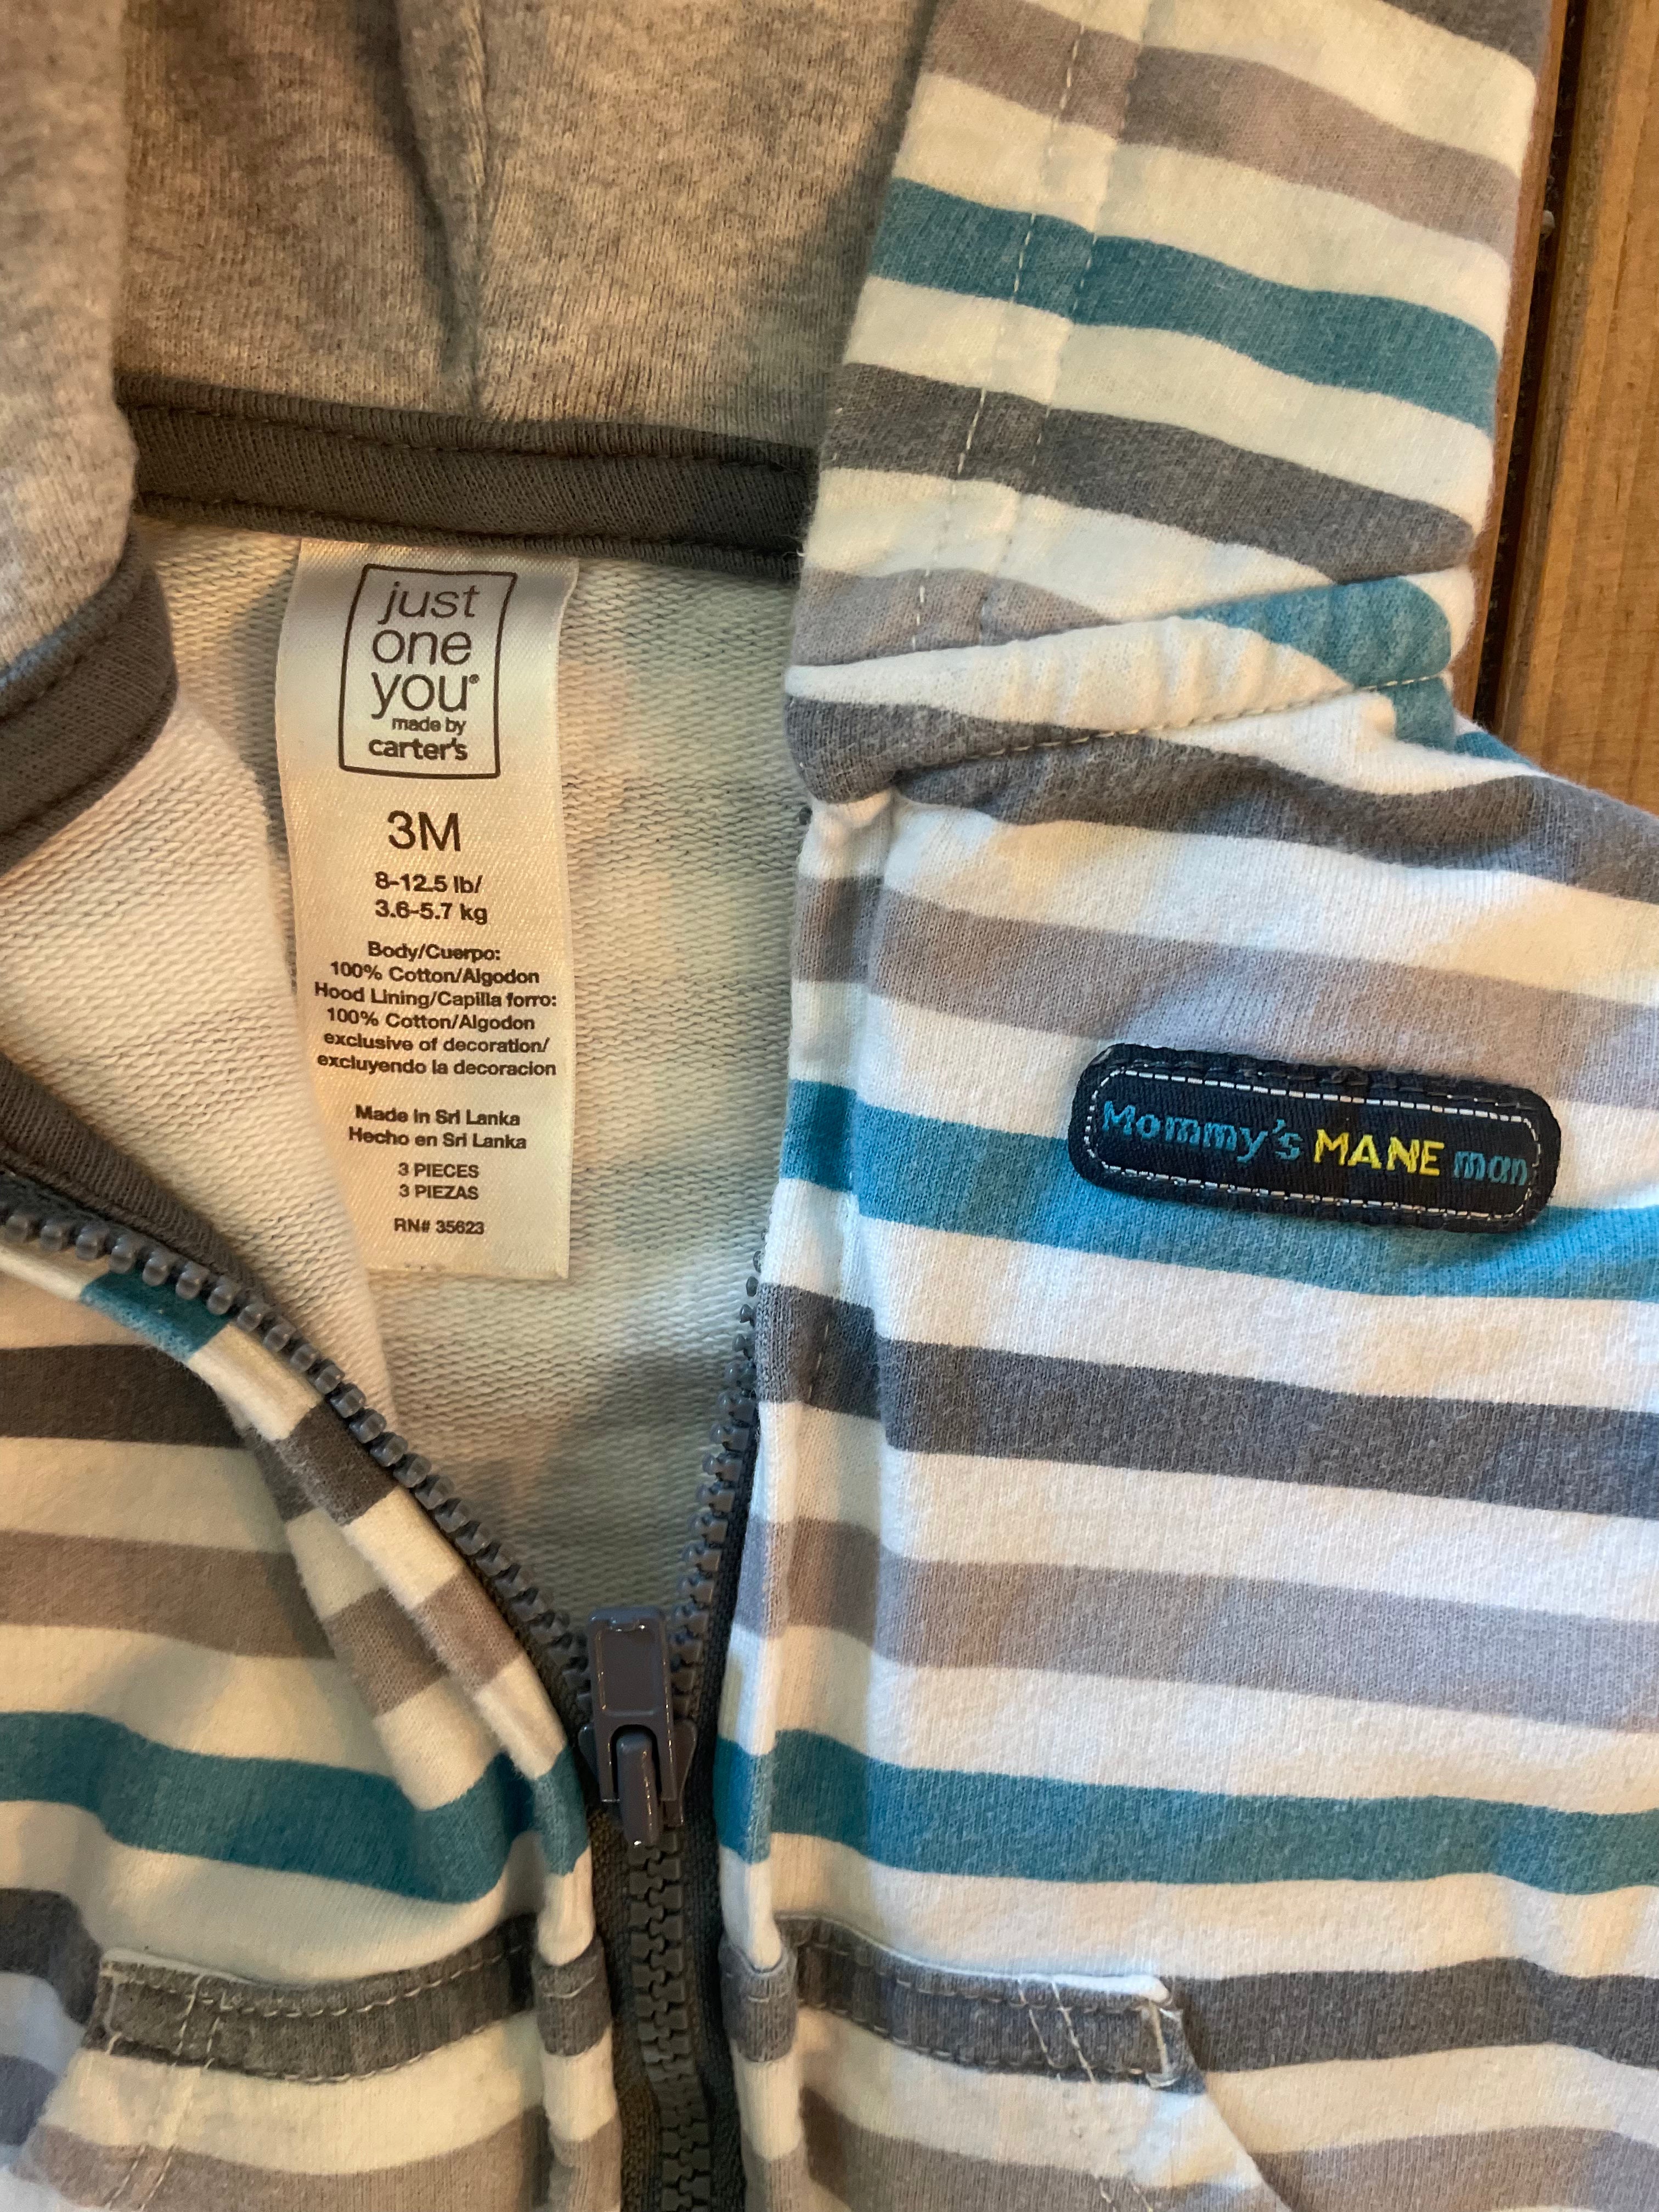 just
one
you®
made by
carter's
3M
8-12.5 lb/
3.6-5.7 kg
Body/Cuerpo:
100% Cotton/Algodon
Hood Lining/Capilla forro:
100% Cotton/Algodon
exclusive of decoration/
excluyendo la decoracion
Made in Sri Lanka
Hecho en Sri Lanka
3 PIECES
3 PIEZAS
RN# 35623
Mommy's MANE man